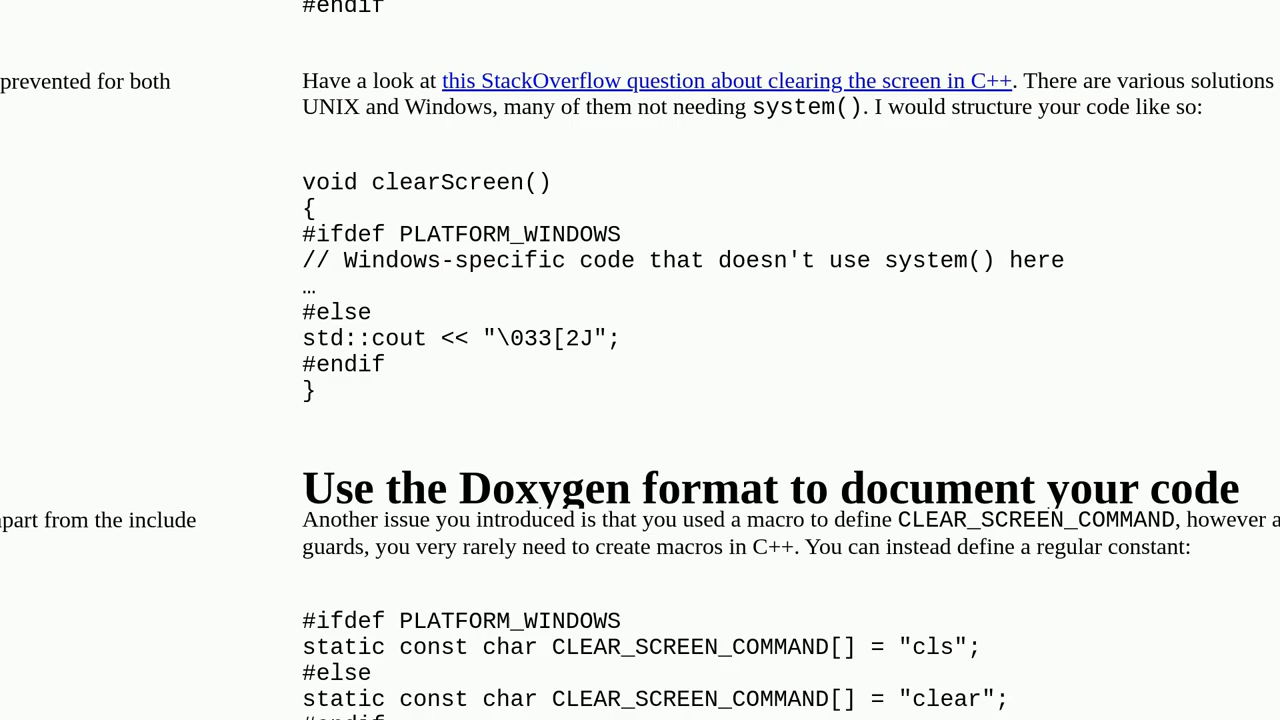 #endif
prevented for both
Have a look at this StackOverflow question about clearing the screen in C++. There are various solutions
UNIX and Windows, many of them not needing system(). I would structure your code like so:
void clearScreen()
{
#ifdef PLATFORM_WINDOWS
// Windows-specific code that doesn't use system() here
…
#else
std::cout << "\033[2J";
#endif
}
Use the Doxygen format to document your code
apart from the include
Another issue you introduced is that you used a macro to define CLEAR_SCREEN_COMMAND, however a
guards, you very rarely need to create macros in C++. You can instead define a regular constant:
#ifdef PLATFORM_WINDOWS
static const char CLEAR_SCREEN_COMMAND[] = "cls";
#else
static const char CLEAR_SCREEN_COMMAND[] = "clear";
#endif